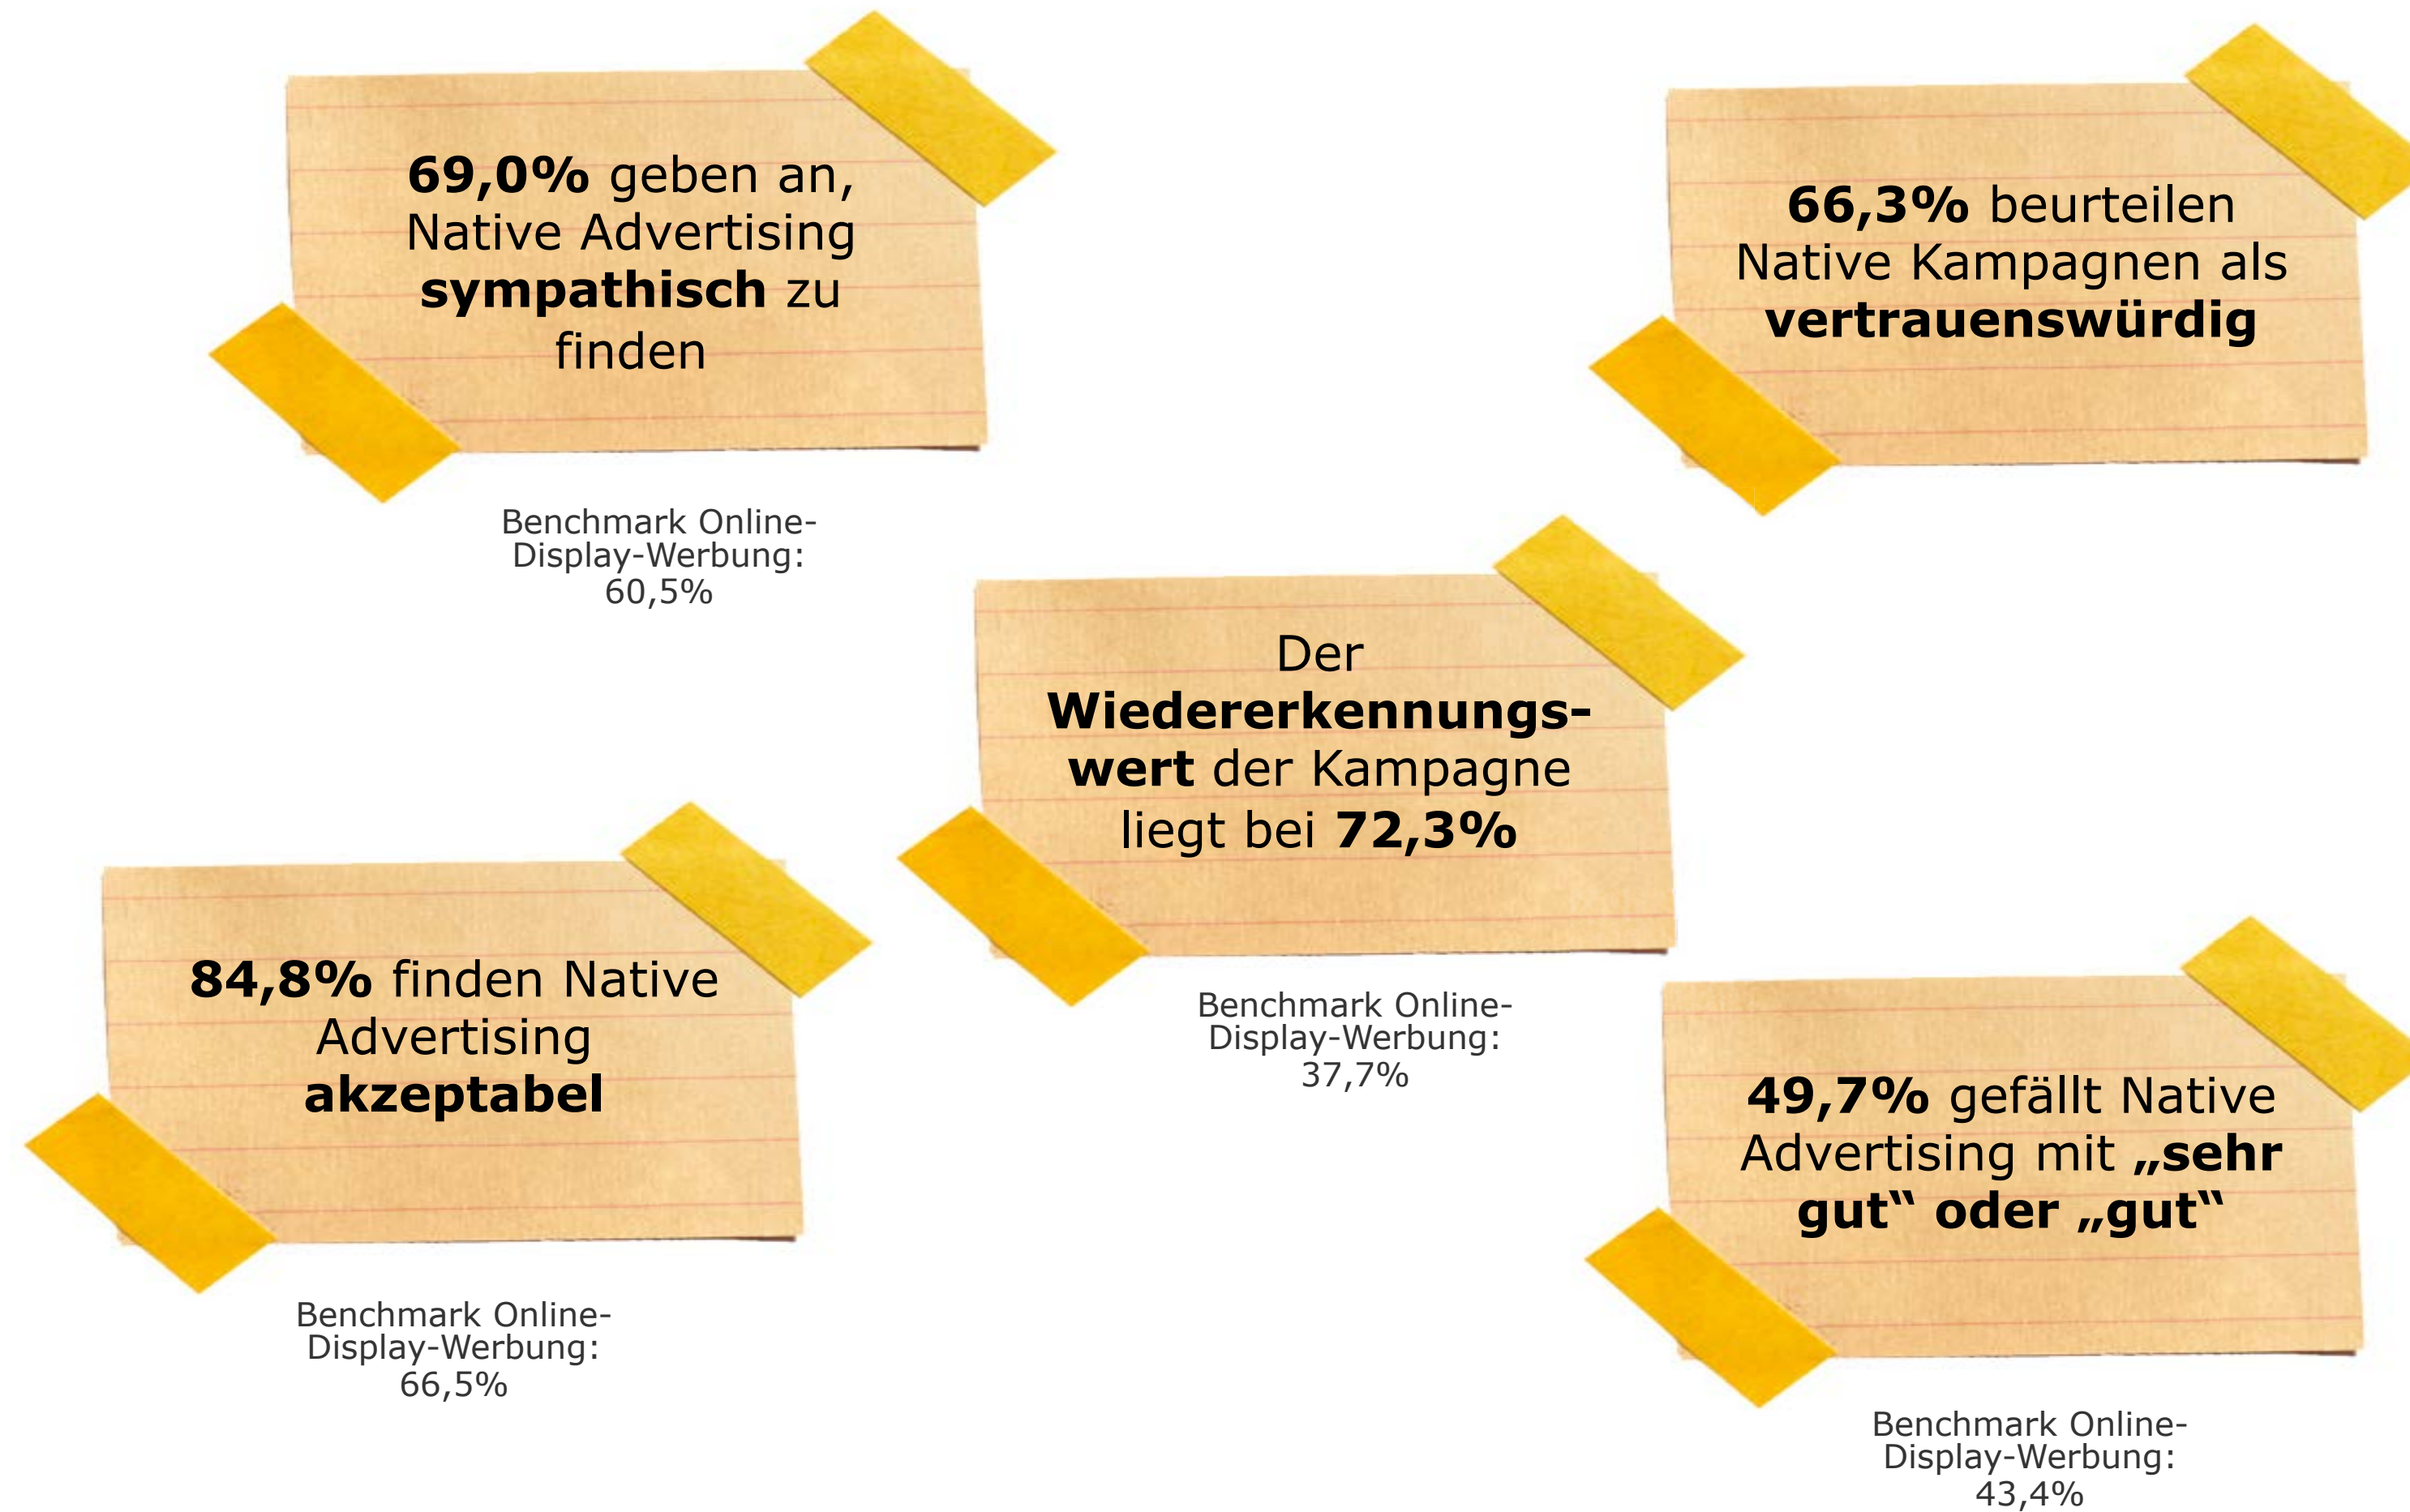 69,0% geben an,
Native Advertising
sympathisch zu
finden
Benchmark Online-
Display-Werbung:
60,5%
66,3% beurteilen
Native Kampagnen als
vertrauenswürdig
Der
Wiedererkennungs-
wert der Kampagne
liegt bei 72,3%
Benchmark Online-
Display-Werbung:
37,7%
84,8% finden Native
Advertising
akzeptabel
Benchmark Online-
Display-Werbung:
66,5%
49,7% gefällt Native
Advertising mit „sehr
gut“ oder „gut“
Benchmark Online-
Display-Werbung:
43,4%